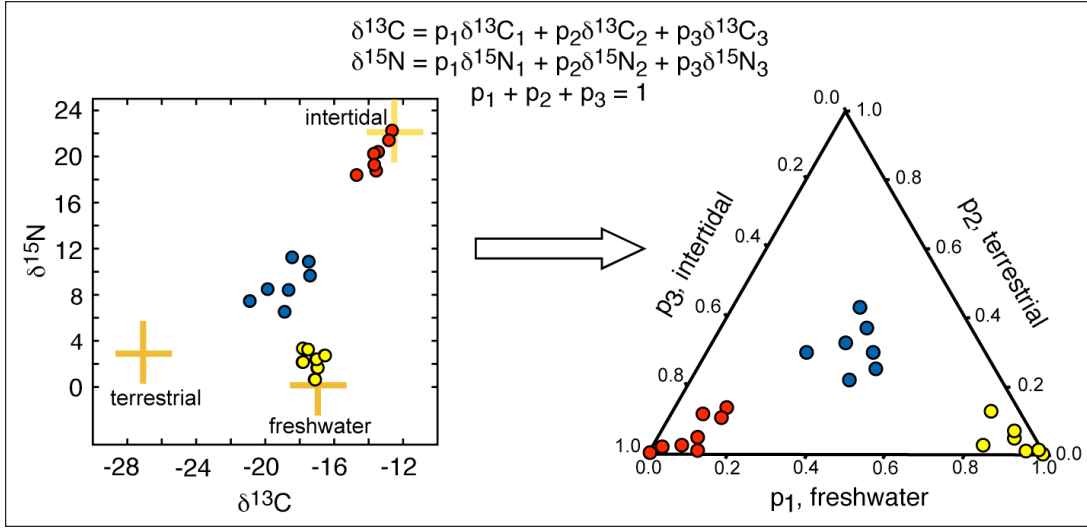 δ¹³C = p₁δ¹³C₁ + p₂δ¹³C₂ + p₃δ¹³C₃
δ¹⁵N = p₁δ¹⁵N₁ + p₂δ¹⁵N₂ + p₃δ¹⁵N₃
p₁ + p₂ + p₃ = 1
24
20
16
12
8
4
0
δ¹⁵N
intertidal
terrestrial
freshwater
-28
-24
-20
-16
-12
δ¹³C
0.0
0.2
0.4
0.6
0.8
1.0
p₃, intertidal
1.0
0.8
0.6
0.4
0.2
0.0
p₂, terrestrial
0.0
0.2
0.4
0.6
0.8
1.0
p₁, freshwater